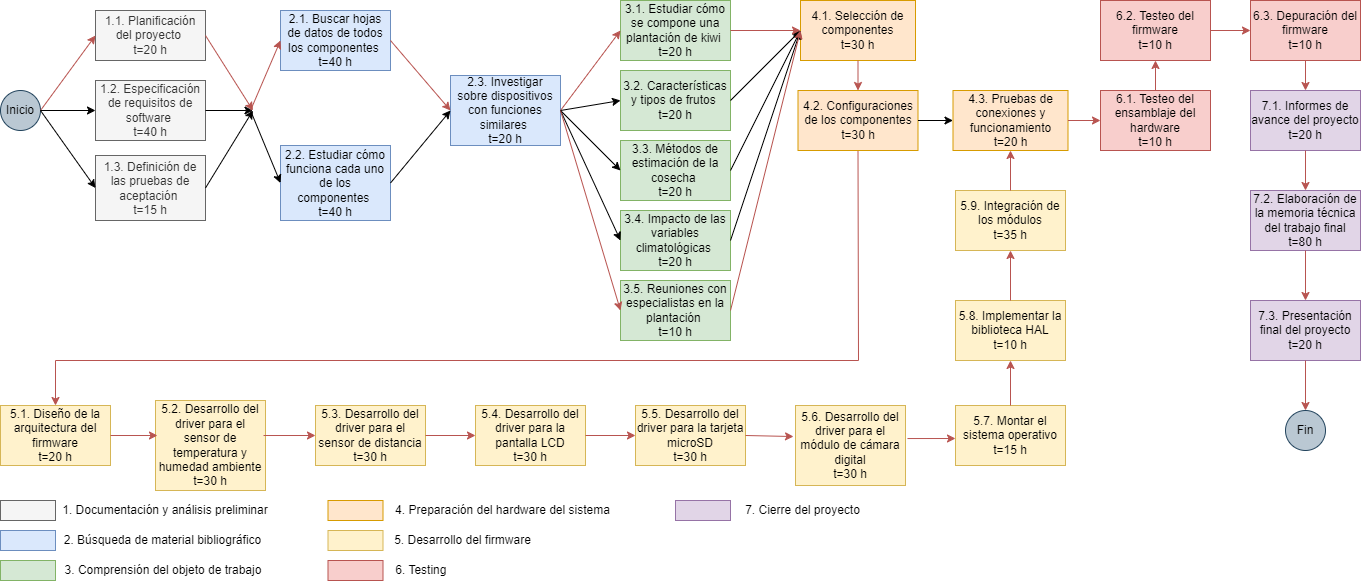 Inicio
1.1. Planificación
del proyecto
t=20 h
1.2. Especificación
de requisitos de
software
t=40 h
1.3. Definición de
las pruebas de
aceptación
t=15 h
2.1. Buscar hojas
de datos de todos
los componentes
t=40 h
2.2. Estudiar cómo
funciona cada uno
de los
componentes
t=40 h
2.3. Investigar
sobre dispositivos
con funciones
similares
t=20 h
3.1. Estudiar cómo
se compone una
plantación de kiwi
t=20 h
3.2. Características
y tipos de frutos
t=20 h
3.3. Métodos de
estimación de la
cosecha
t=20 h
3.4. Impacto de las
variables
climatológicas
t=20 h
3.5. Reuniones con
especialistas en la
plantación
t=10 h
4.1. Selección de
componentes
t=30 h
4.2. Configuraciones
de los componentes
t=30 h
4.3. Pruebas de
conexiones y
funcionamiento
t=20 h
6.2. Testeo del
firmware
t=10 h
6.1. Testeo del
ensamblaje del
hardware
t=10 h
6.3. Depuración del
firmware
t=10 h
7.1. Informes de
avance del proyecto
t=20 h
7.2. Elaboración de
la memoria técnica
del trabajo final
t=80 h
7.3. Presentación
final del proyecto
t=20 h
Fin
5.9. Integración de
los módulos
t=35 h
5.8. Implementar la
biblioteca HAL
t=10 h
5.1. Diseño de la
arquitectura del
firmware
t=20 h
5.2. Desarrollo del
driver para el
sensor de
temperatura y
humedad ambiente
t=30 h
5.3. Desarrollo del
driver para el
sensor de distancia
t=30 h
5.4. Desarrollo del
driver para la
pantalla LCD
t=30 h
5.5. Desarrollo del
driver para la tarjeta
microSD
t=30 h
5.6. Desarrollo del
driver para el
módulo de cámara
digital
t=30 h
5.7. Montar el
sistema operativo
t=15 h
1. Documentación y análisis preliminar
2. Búsqueda de material bibliográfico
3. Comprensión del objeto de trabajo
4. Preparación del hardware del sistema
5. Desarrollo del firmware
6. Testing
7. Cierre del proyecto